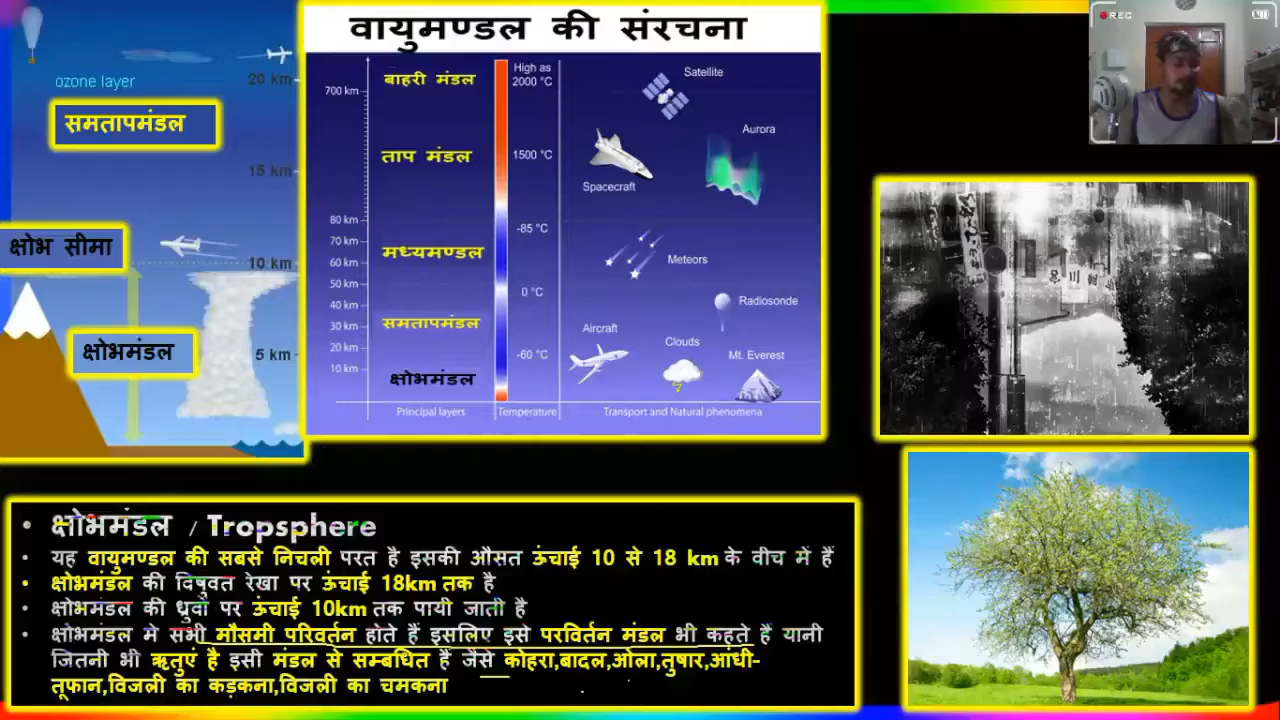 वायुमण्डल की संरचना
REC
ozone layer
20 km
समतापमंडल
15 km
क्षोभ सीमा
10 km
क्षोभमंडल
5 km
700 km
80 km
70 km
60 km
50 km
40 km
30 km
20 km
10 km
बाहरी मंडल
ताप मंडल
मध्यमण्डल
समतापमंडल
क्षोभमंडल
High as
2000 °C
1500 °C
-85 °C
0 °C
-60 °C
Satellite
Aurora
Spacecraft
Meteors
Radiosonde
Aircraft
Clouds
Mt. Everest
Principal layers
Temperature
Transport and Natural phenomena
• क्षोभमंडल / Tropsphere
• यह वायुमण्डल की सबसे निचली परत है इसकी औसत ऊंचाई 10 से 18 km के वीच में हैं
• क्षोभमंडल की विषुवत रेखा पर ऊंचाई 18km तक है
• क्षोभमंडल की ध्रुवों पर ऊंचाई 10km तक पायी जाती है
• क्षोभमंडल मे सभी मौसमी परिवर्तन होते हैं इसलिए इसे परविर्तन मंडल भी कहते है यानी
जितनी भी ऋतुएं है इसी मंडल से सम्बधित है जैसे कोहरा,बादल,ओला,तुषार,आंधी-
तूफान,विजली का कड़कना,विजली का चमकना